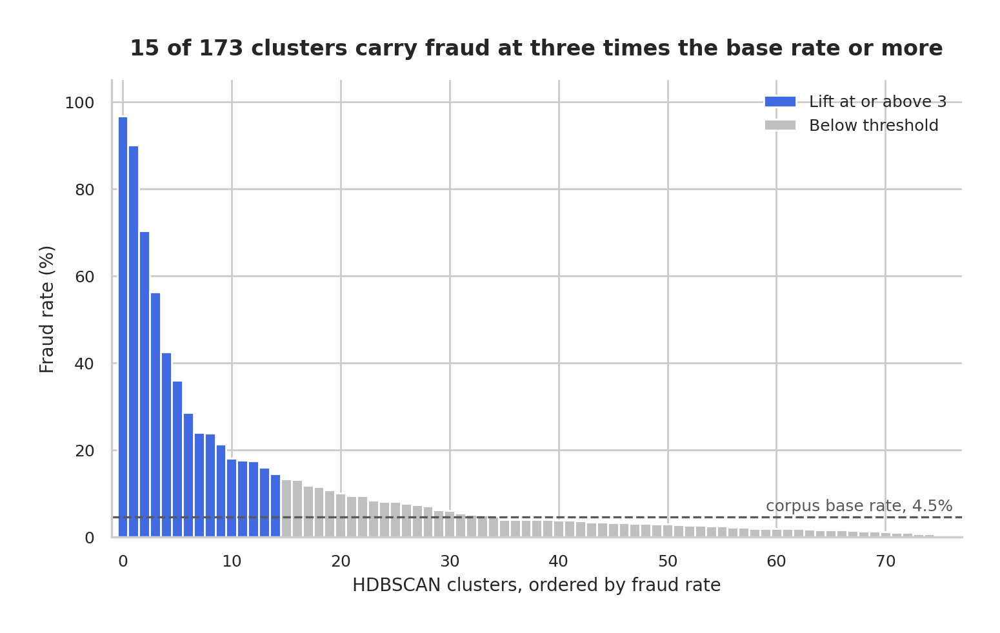 15 of 173 clusters carry fraud at three times the base rate or more
100
80
60
40
20
0
Fraud rate (%)
Lift at or above 3
Below threshold
corpus base rate, 4.5%
0 10 20 30 40 50 60 70
HDBSCAN clusters, ordered by fraud rate